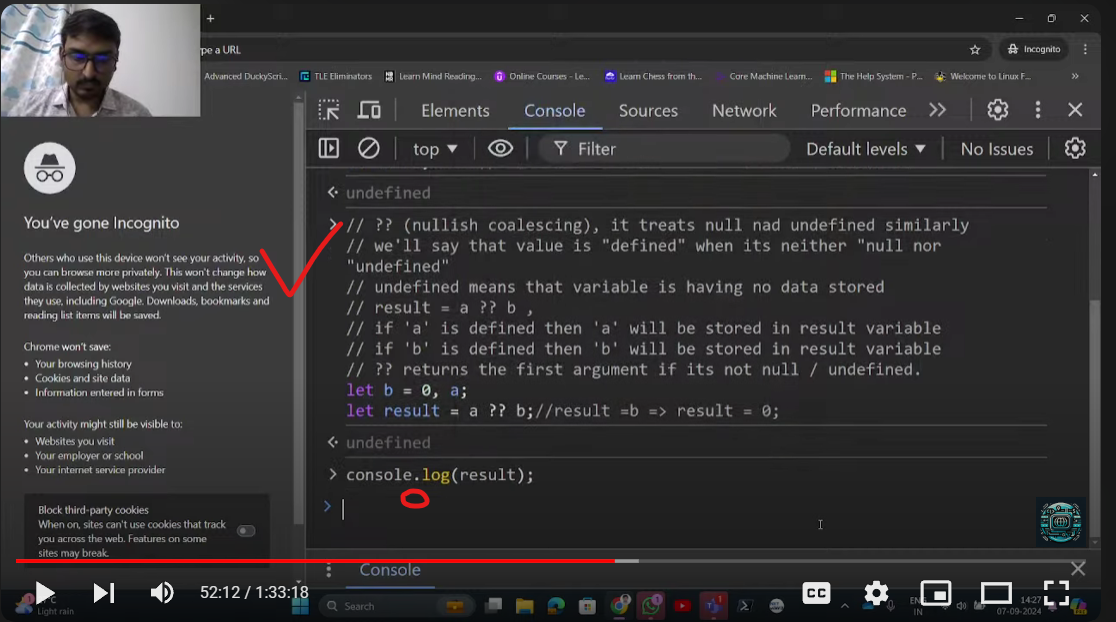 pe a URL
Incognito
Advanced DuckyScri...
TLE Eliminators
Learn Mind Reading...
Online Courses - Le...
Learn Chess from th...
Core Machine Learn...
The Help System - P...
Welcome to Linux F...
Elements
Console
Sources
Network
Performance
top
Filter
Default levels
No Issues
undefined
// ?? (nullish coalescing), it treats null nad undefined similarly
// we'll say that value is "defined" when its neither "null nor
"undefined"
// undefined means that variable is having no data stored
// result = a ?? b ,
// if 'a' is defined then 'a' will be stored in result variable
// if 'b' is defined then 'b' will be stored in result variable
// ?? returns the first argument if its not null / undefined.
let b = 0, a;
let result = a ?? b;//result =b => result = 0;
undefined
console.log(result);
You've gone Incognito
Others who use this device won't see your activity, so
you can browse more privately. This won't change how
data is collected by websites you visit and the services
they use, including Google. Downloads, bookmarks and
reading list items will be saved.
Chrome won't save:
• Your browsing history
• Cookies and site data
• Information entered in forms
Your activity might still be visible to:
• Websites you visit
• Your employer or school
• Your internet service provider
Block third-party cookies
When on, sites can't use cookies that track
you across the web. Features on some
sites may break.
Console
52:12 / 1:33:18
CC
Light rain
Search
ENG
IN
14:27
07-09-2024